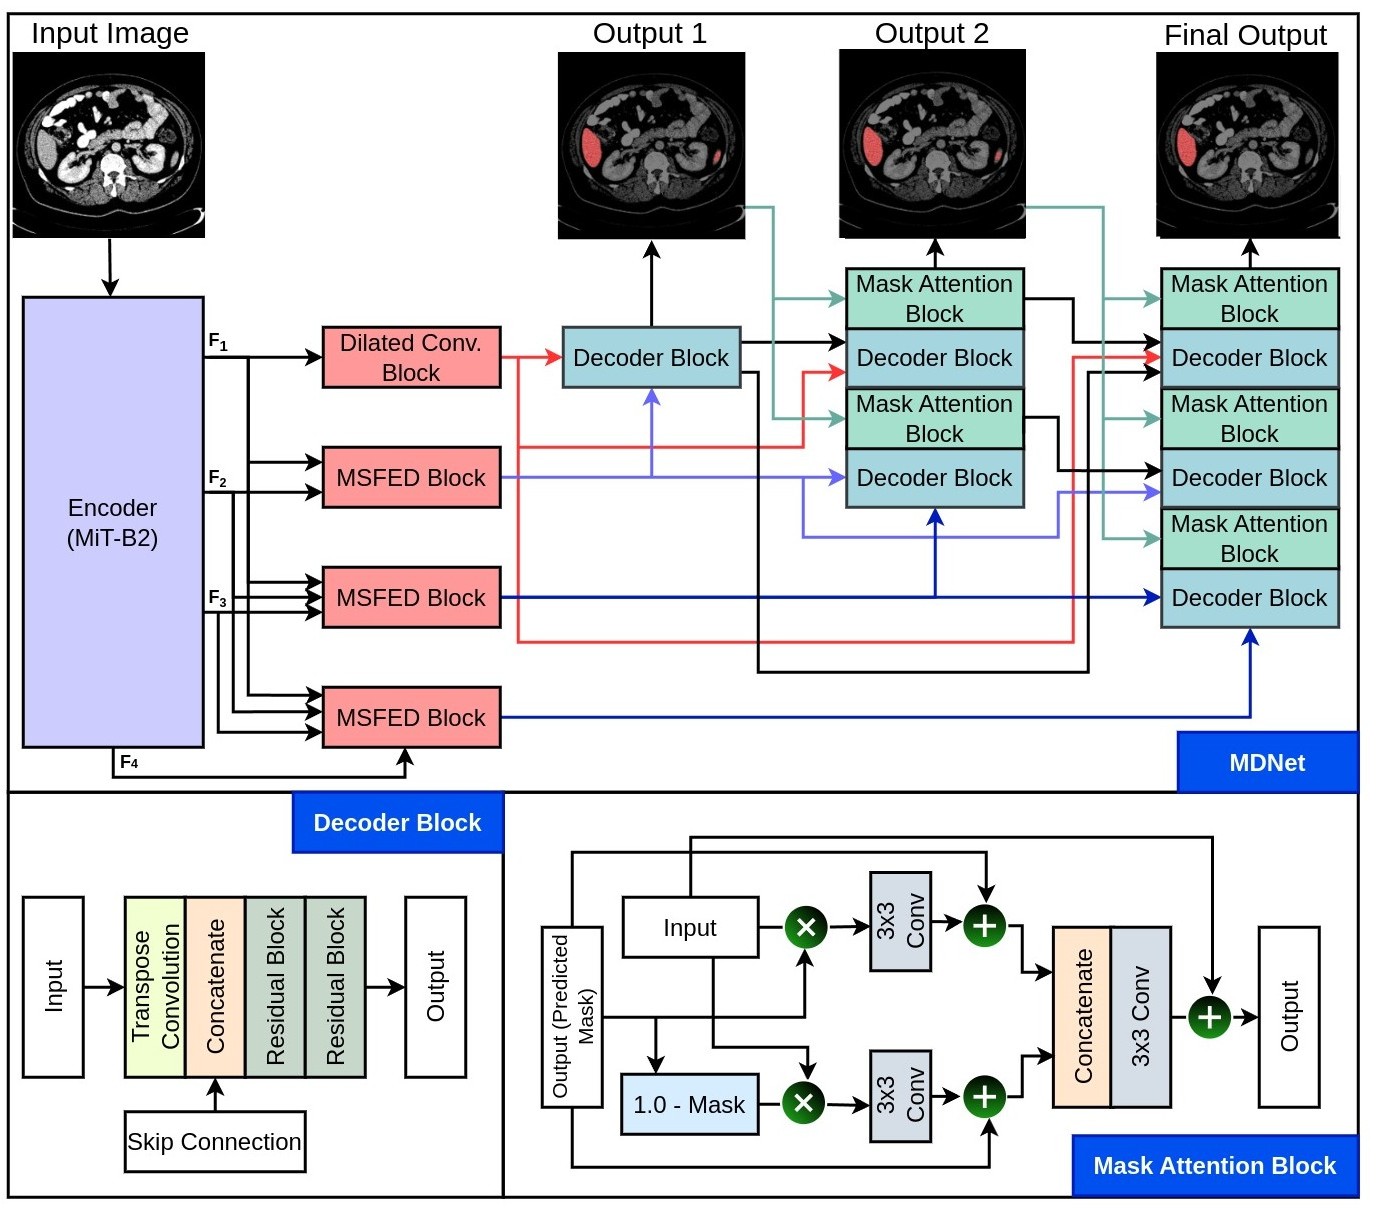 Input Image
Output 1
Output 2
Final Output
Encoder
(MiT-B2)
F1
F2
F3
F4
Dilated Conv.
Block
MSFED Block
MSFED Block
MSFED Block
Decoder Block
Mask Attention
Block
Decoder Block
Mask Attention
Block
Decoder Block
Mask Attention
Block
Decoder Block
Mask Attention
Block
Decoder Block
Mask Attention
Block
Decoder Block
MDNet
Decoder Block
Input
Transpose
Convolution
Concatenate
Residual Block
Residual Block
Output
Skip Connection
Output (Predicted
Mask)
Input
1.0 - Mask
×
×
3x3
Conv
3x3
Conv
+
+
Concatenate
3x3 Conv
+
Output
Mask Attention Block